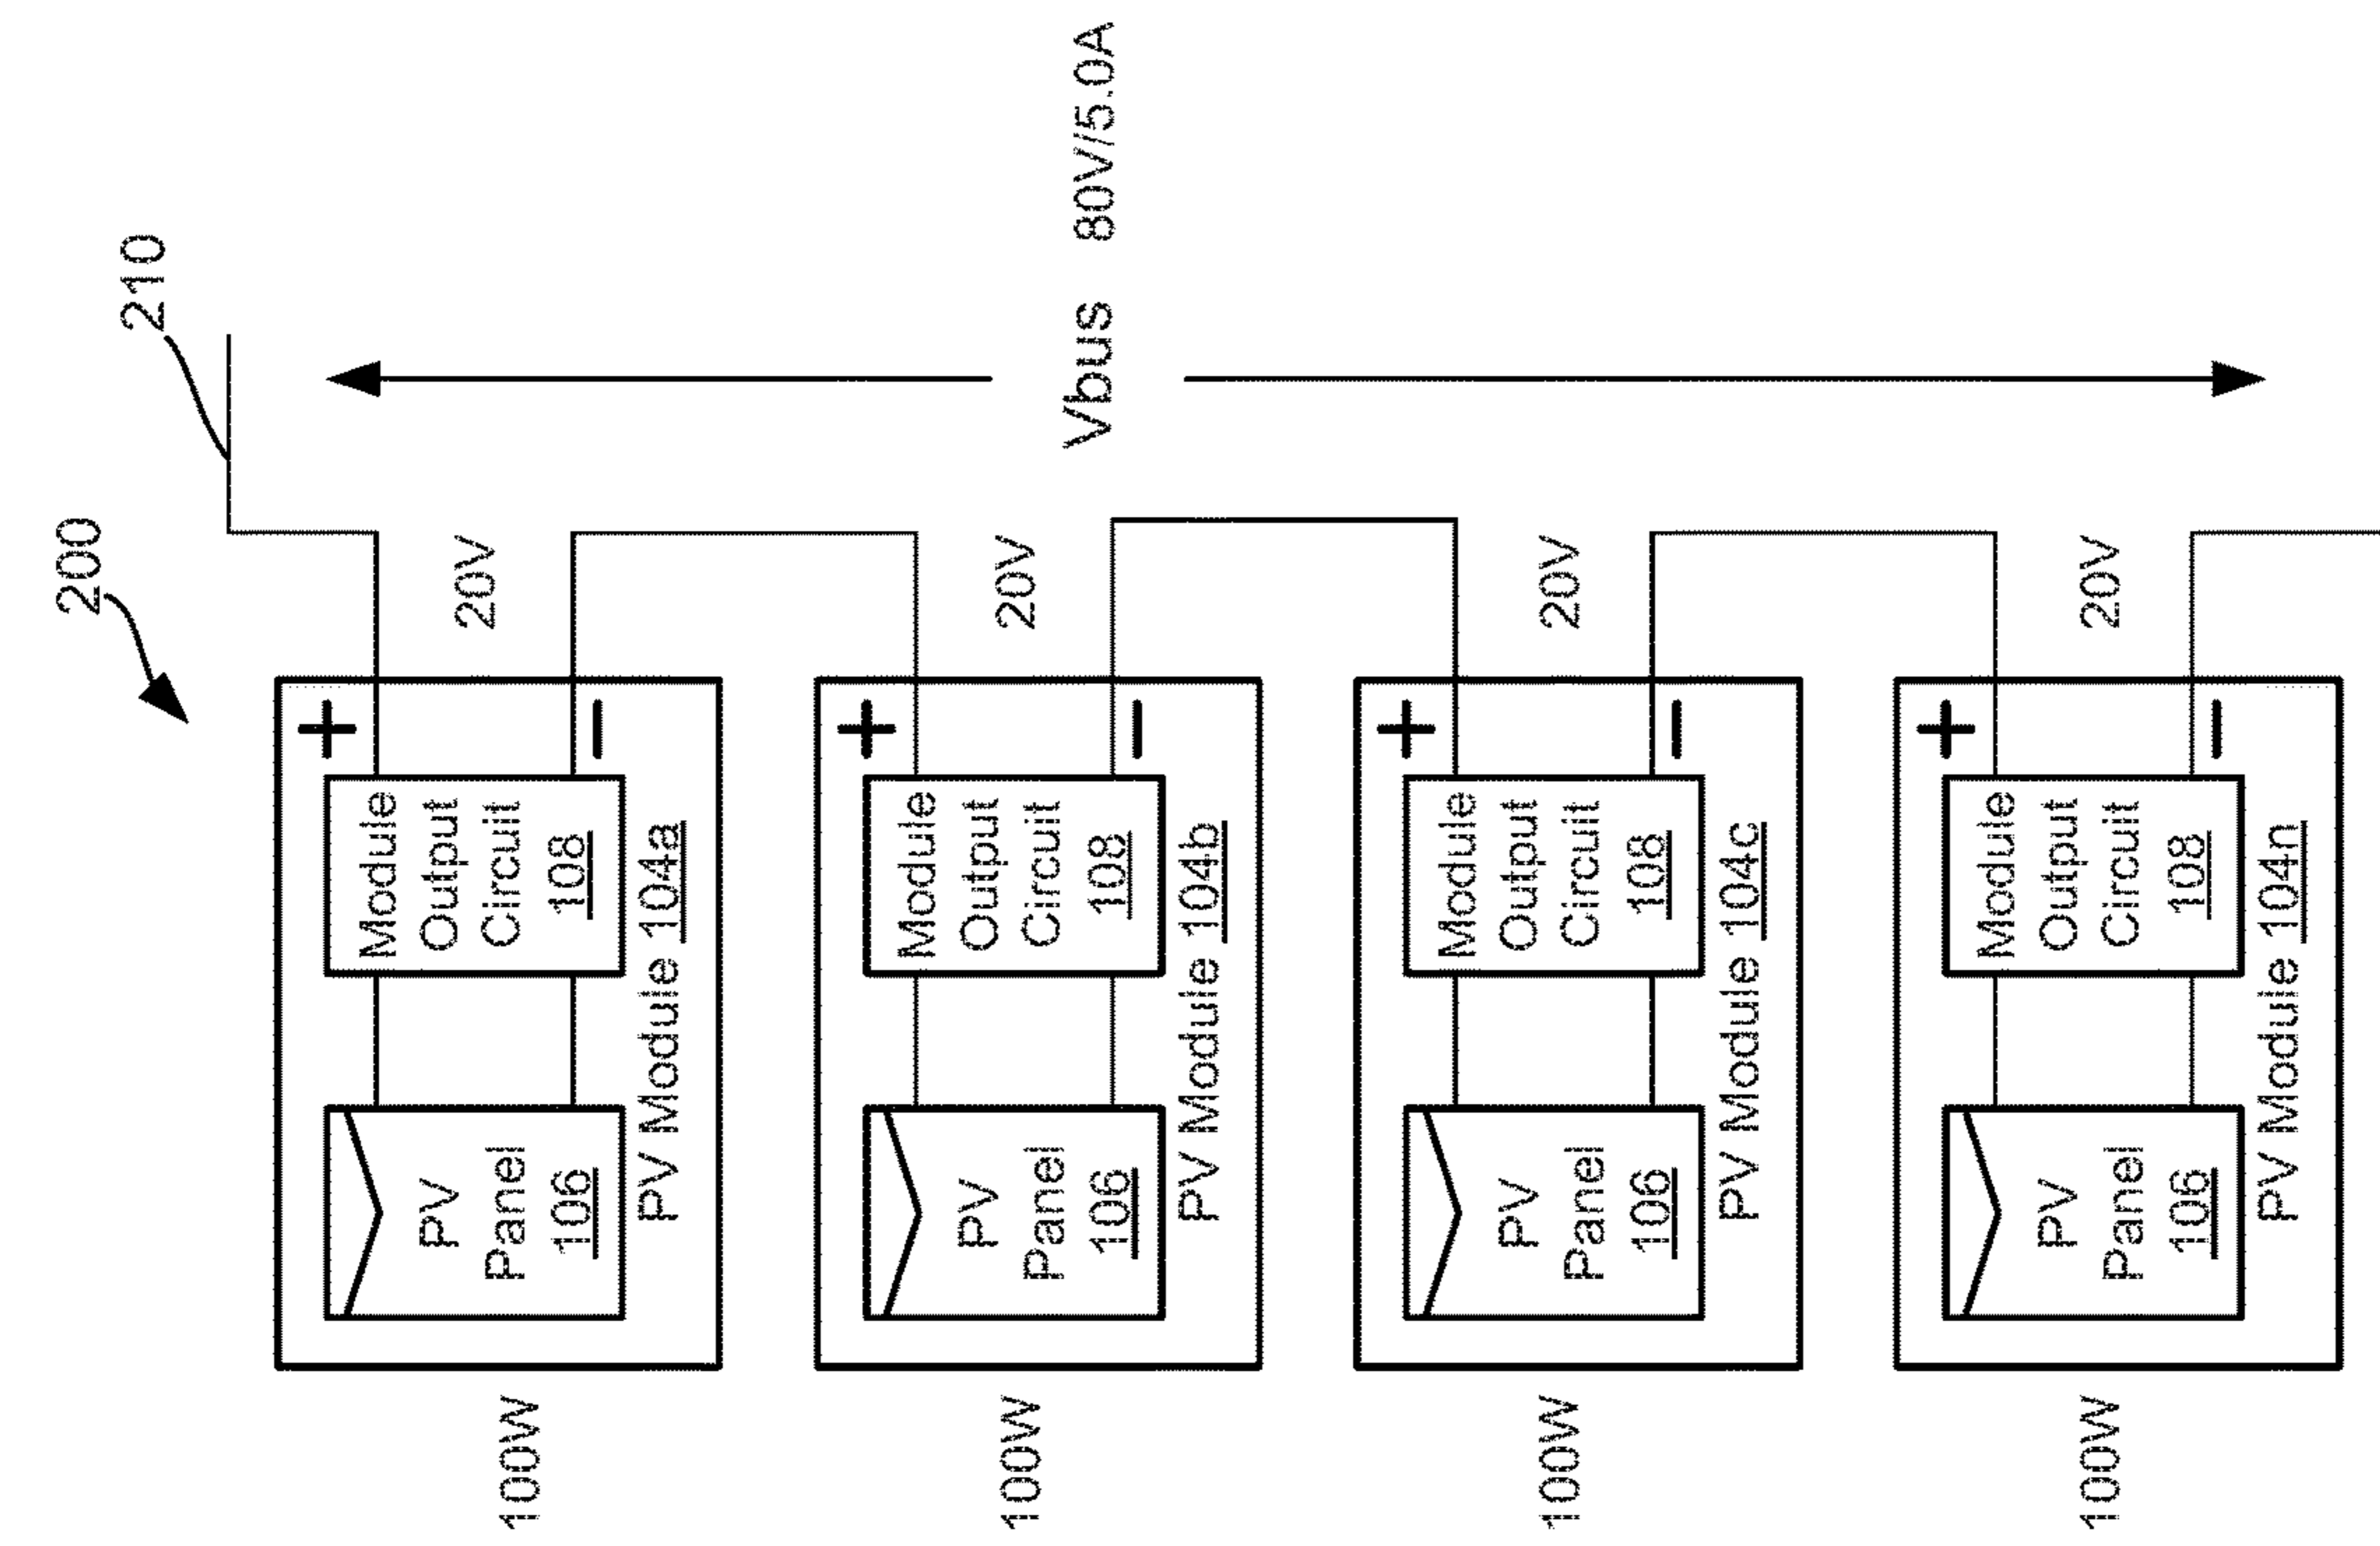 200
210
100W
PV
Panel
106
Module
Output
Circuit
108
PV Module 104a
+
−
20V
100W
PV
Panel
106
Module
Output
Circuit
108
PV Module 104b
+
−
20V
Vbus 80V/5.0A
100W
PV
Panel
106
Module
Output
Circuit
108
PV Module 104c
+
−
20V
100W
PV
Panel
106
Module
Output
Circuit
108
PV Module 104n
+
−
20V